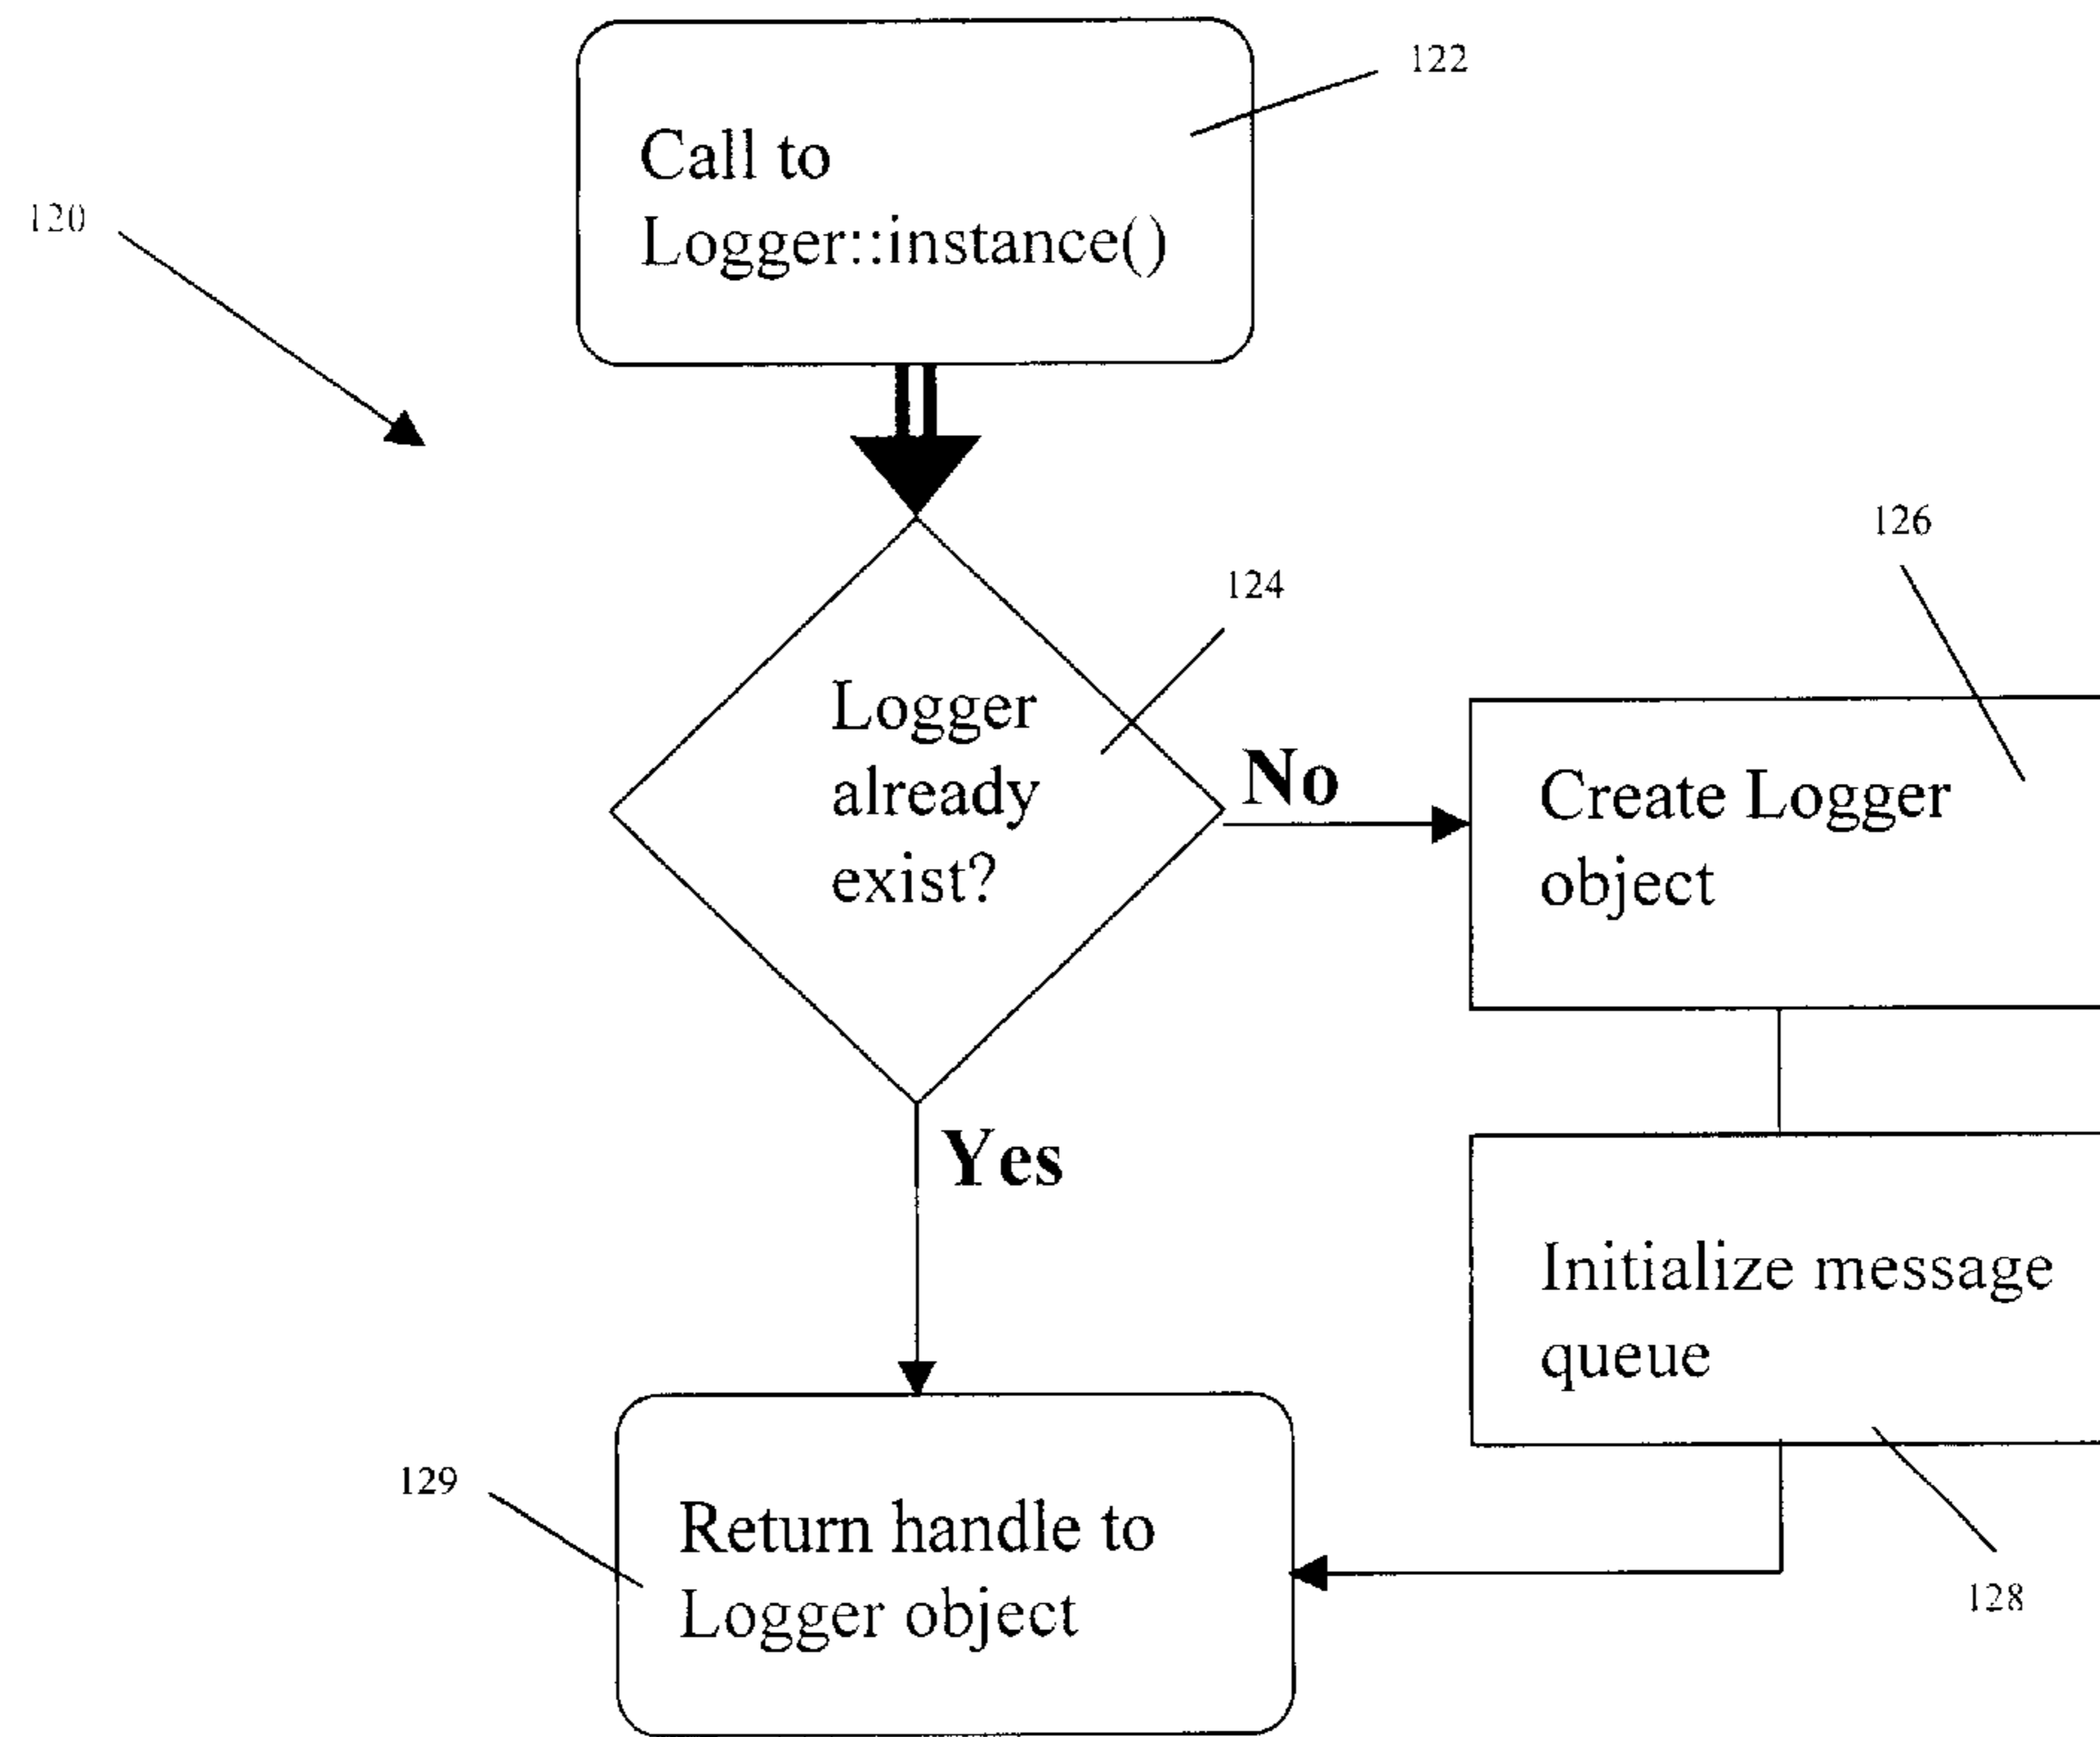 122
Call to
Logger::instance()
120
126
124
Logger
already
exist?
No
Create Logger
object
Yes
Initialize message
queue
129
Return handle to
Logger object
128